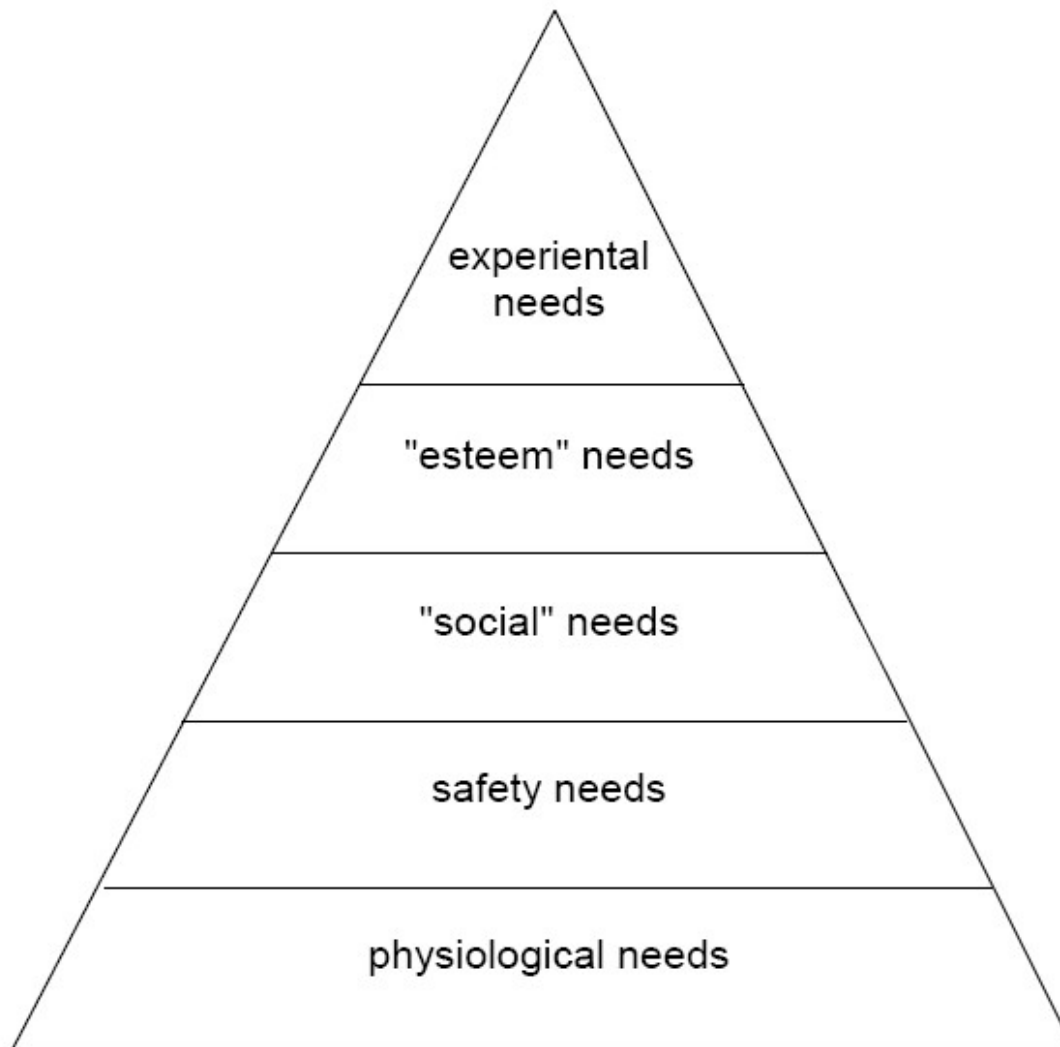 experiental
needs
"esteem" needs
"social" needs
safety needs
physiological needs